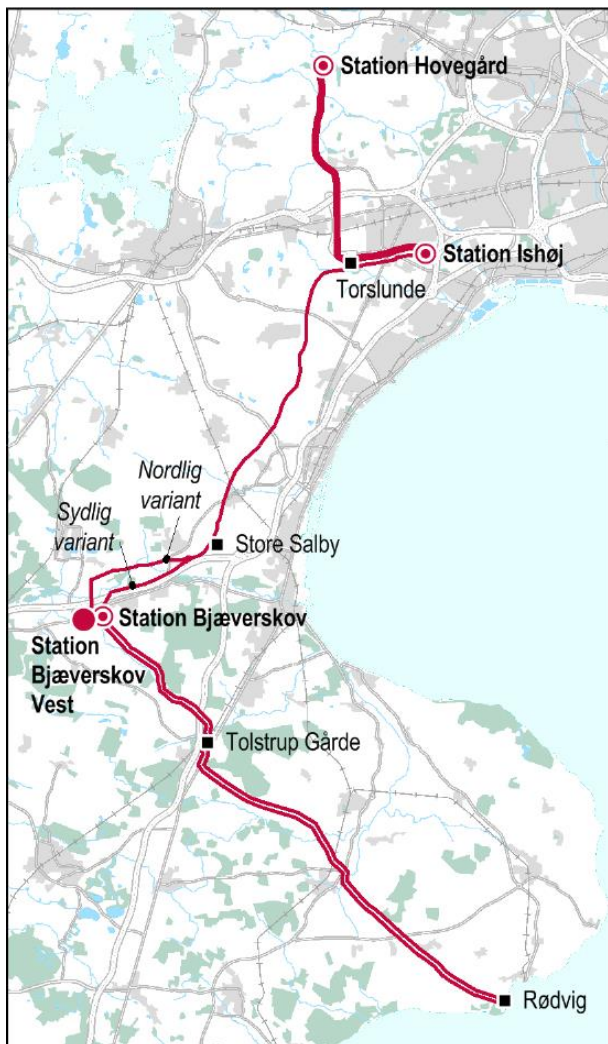 Station Hovegård
Station Ishøj
Torslunde
Nordlig
variant
Sydlig
variant
Store Salby
Station Bjæverskov
Station
Bjæverskov
Vest
Tolstrup Gårde
Rødvig